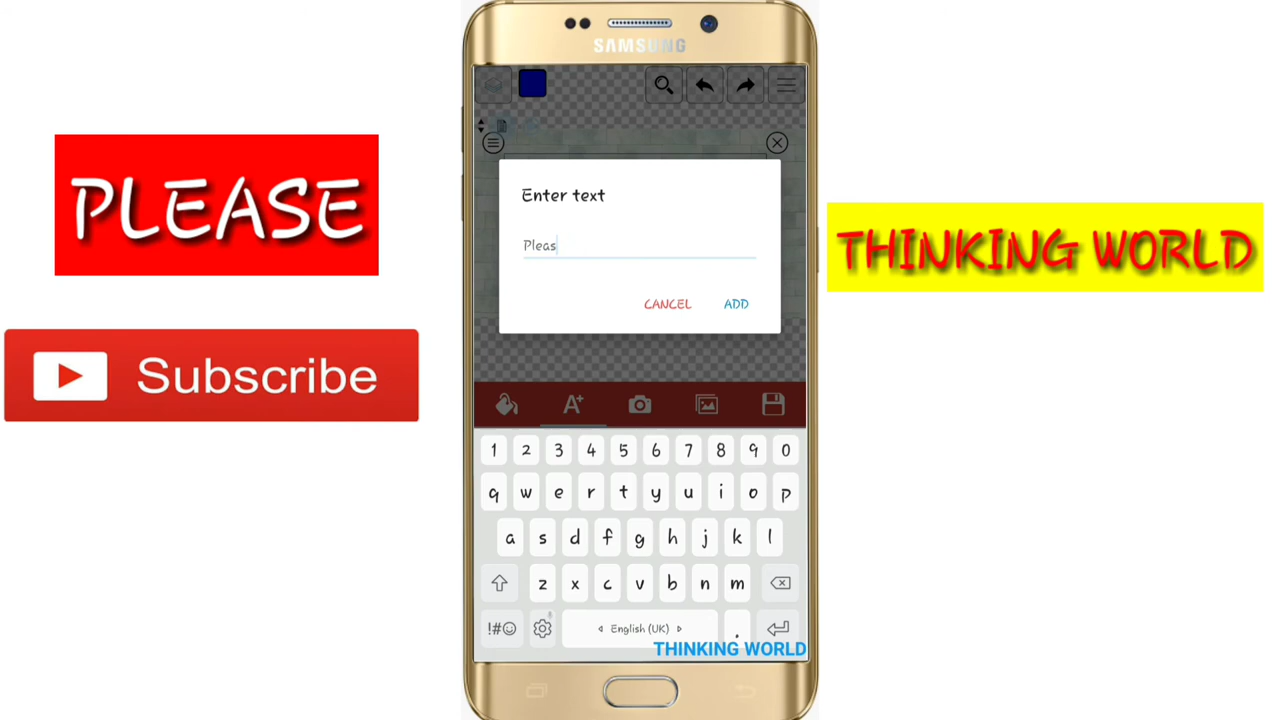 SAMSUNG
PLEASE
Subscribe
THINKING WORLD
Enter text
Pleas
CANCEL ADD
A+
1 2 3 4 5 6 7 8 9 0
q w e r t y u i o p
a s d f g h j k l
z x c v b n m
!#☺ English (UK) .
THINKING WORLD